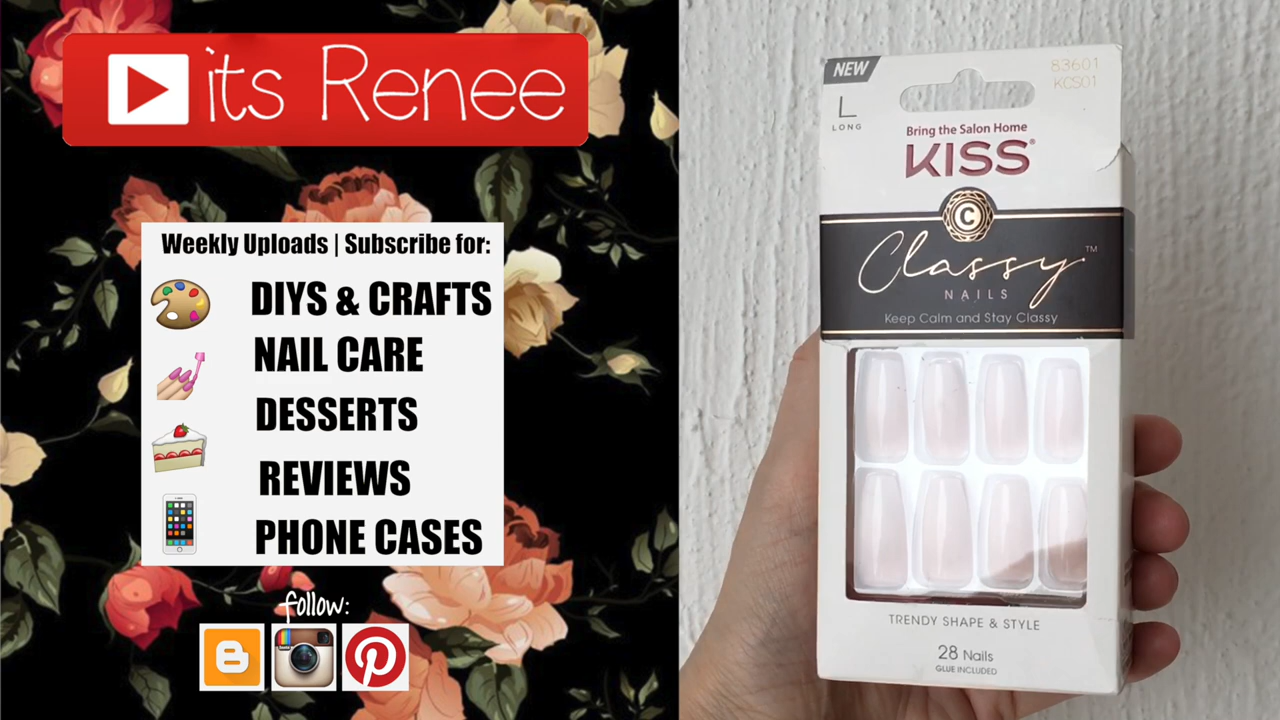 its Renee
Weekly Uploads | Subscribe for:
DIYS & CRAFTS
NAIL CARE
DESSERTS
REVIEWS
PHONE CASES
follow:
NEW
83601
KCS01
L
LONG
Bring the Salon Home
KISS®
C
Classy™
NAILS
Keep Calm and Stay Classy
TRENDY SHAPE & STYLE
28 Nails
GLUE INCLUDED